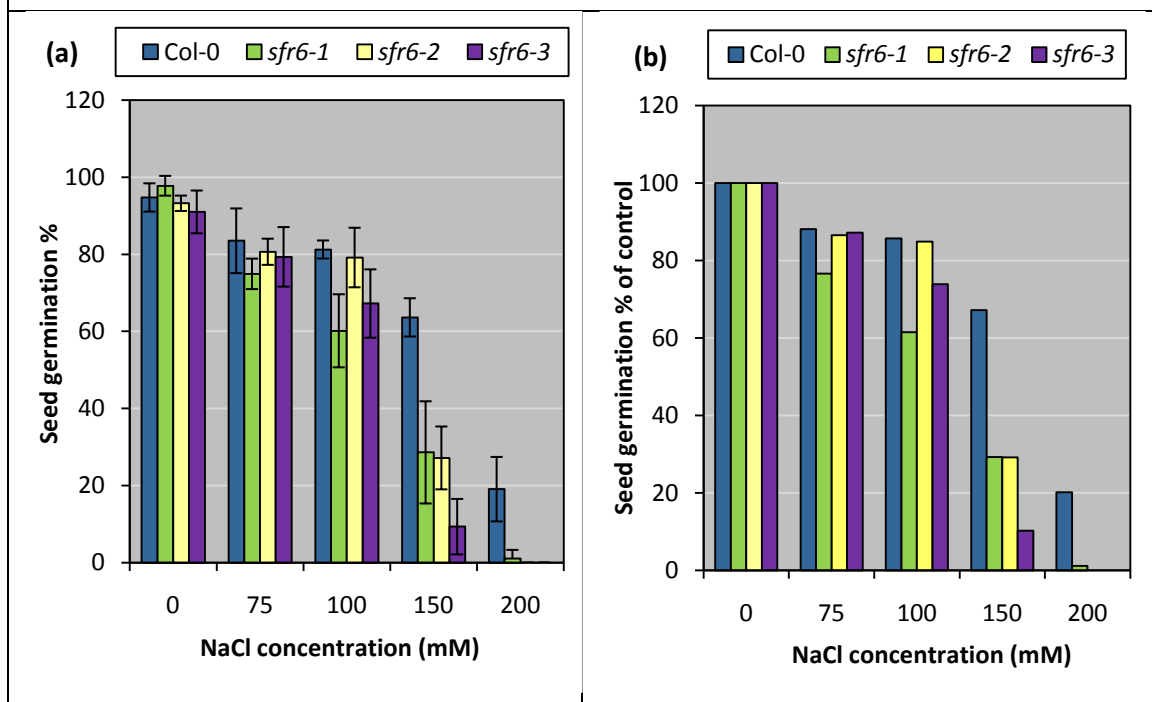 (a)
Col-0 sfr6-1 sfr6-2 sfr6-3
120
100
80
60
40
20
0
Seed germination %
0 75 100 150 200
NaCl concentration (mM)
(b)
Col-0 sfr6-1 sfr6-2 sfr6-3
120
100
80
60
40
20
0
Seed germination % of control
0 75 100 150 200
NaCl concentration (mM)